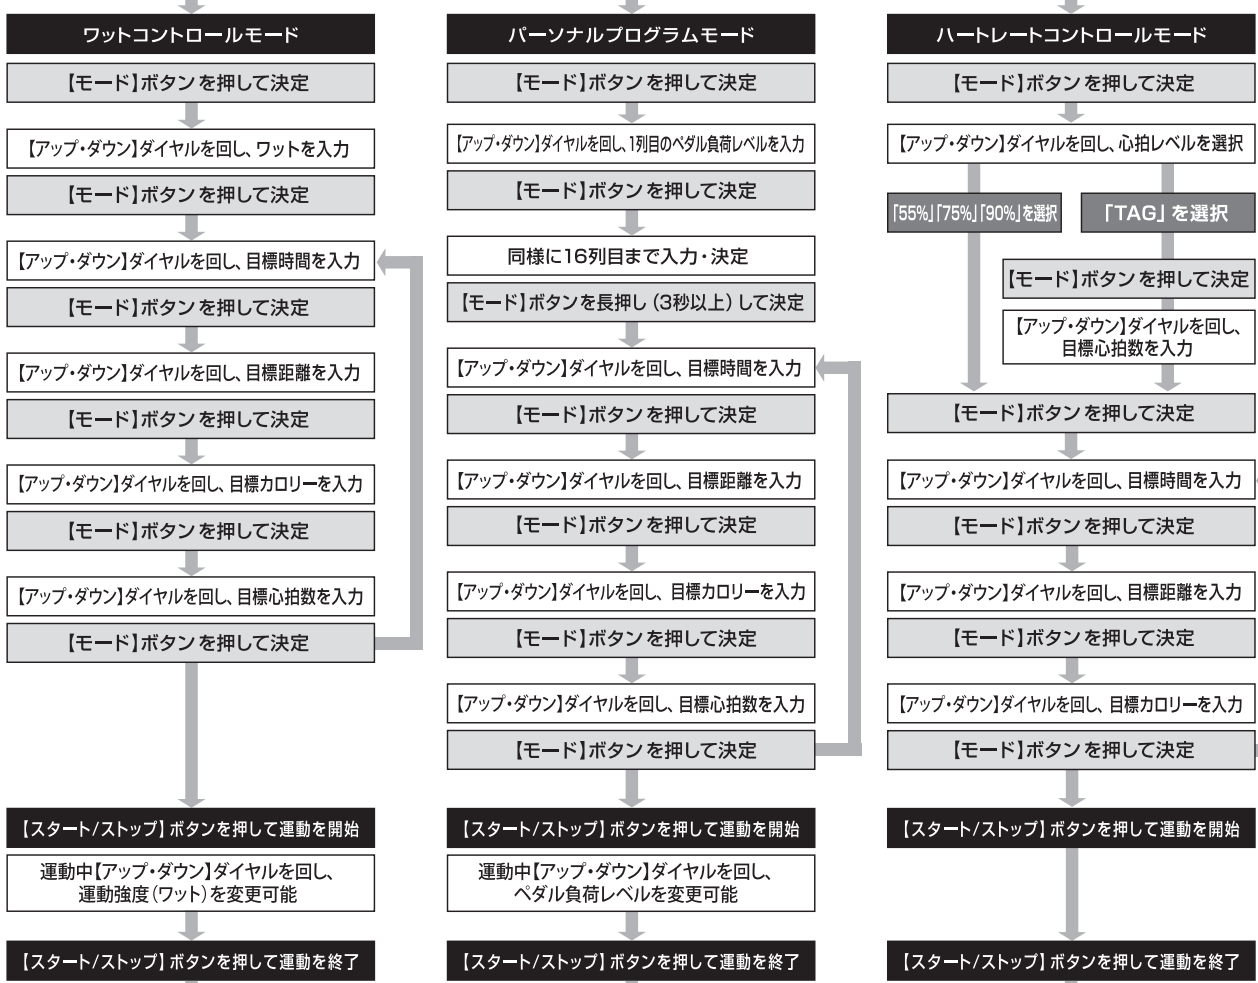 ワットコントロールモード
【モード】ボタンを押して決定
【アップ・ダウン】ダイヤルを回し、ワットを入力
【モード】ボタンを押して決定
【アップ・ダウン】ダイヤルを回し、目標時間を入力
【モード】ボタンを押して決定
【アップ・ダウン】ダイヤルを回し、目標距離を入力
【モード】ボタンを押して決定
【アップ・ダウン】ダイヤルを回し、目標カロリーを入力
【モード】ボタンを押して決定
【アップ・ダウン】ダイヤルを回し、目標心拍数を入力
【モード】ボタンを押して決定
【スタート/ストップ】ボタンを押して運動を開始
運動中【アップ・ダウン】ダイヤルを回し、
運動強度(ワット)を変更可能
【スタート/ストップ】ボタンを押して運動を終了
パーソナルプログラムモード
【モード】ボタンを押して決定
【アップ・ダウン】ダイヤルを回し、1列目のペダル負荷レベルを入力
【モード】ボタンを押して決定
同様に16列目まで入力・決定
【モード】ボタンを長押し(3秒以上)して決定
【アップ・ダウン】ダイヤルを回し、目標時間を入力
【モード】ボタンを押して決定
【アップ・ダウン】ダイヤルを回し、目標距離を入力
【モード】ボタンを押して決定
【アップ・ダウン】ダイヤルを回し、目標カロリーを入力
【モード】ボタンを押して決定
【アップ・ダウン】ダイヤルを回し、目標心拍数を入力
【モード】ボタンを押して決定
【スタート/ストップ】ボタンを押して運動を開始
運動中【アップ・ダウン】ダイヤルを回し、
ペダル負荷レベルを変更可能
【スタート/ストップ】ボタンを押して運動を終了
ハートレートコントロールモード
【モード】ボタンを押して決定
【アップ・ダウン】ダイヤルを回し、心拍レベルを選択
「55%」「75%」「90%」を選択
「TAG」を選択
【モード】ボタンを押して決定
【アップ・ダウン】ダイヤルを回し、
目標心拍数を入力
【モード】ボタンを押して決定
【アップ・ダウン】ダイヤルを回し、目標時間を入力
【モード】ボタンを押して決定
【アップ・ダウン】ダイヤルを回し、目標距離を入力
【モード】ボタンを押して決定
【アップ・ダウン】ダイヤルを回し、目標カロリーを入力
【モード】ボタンを押して決定
【スタート/ストップ】ボタンを押して運動を開始
【スタート/ストップ】ボタンを押して運動を終了